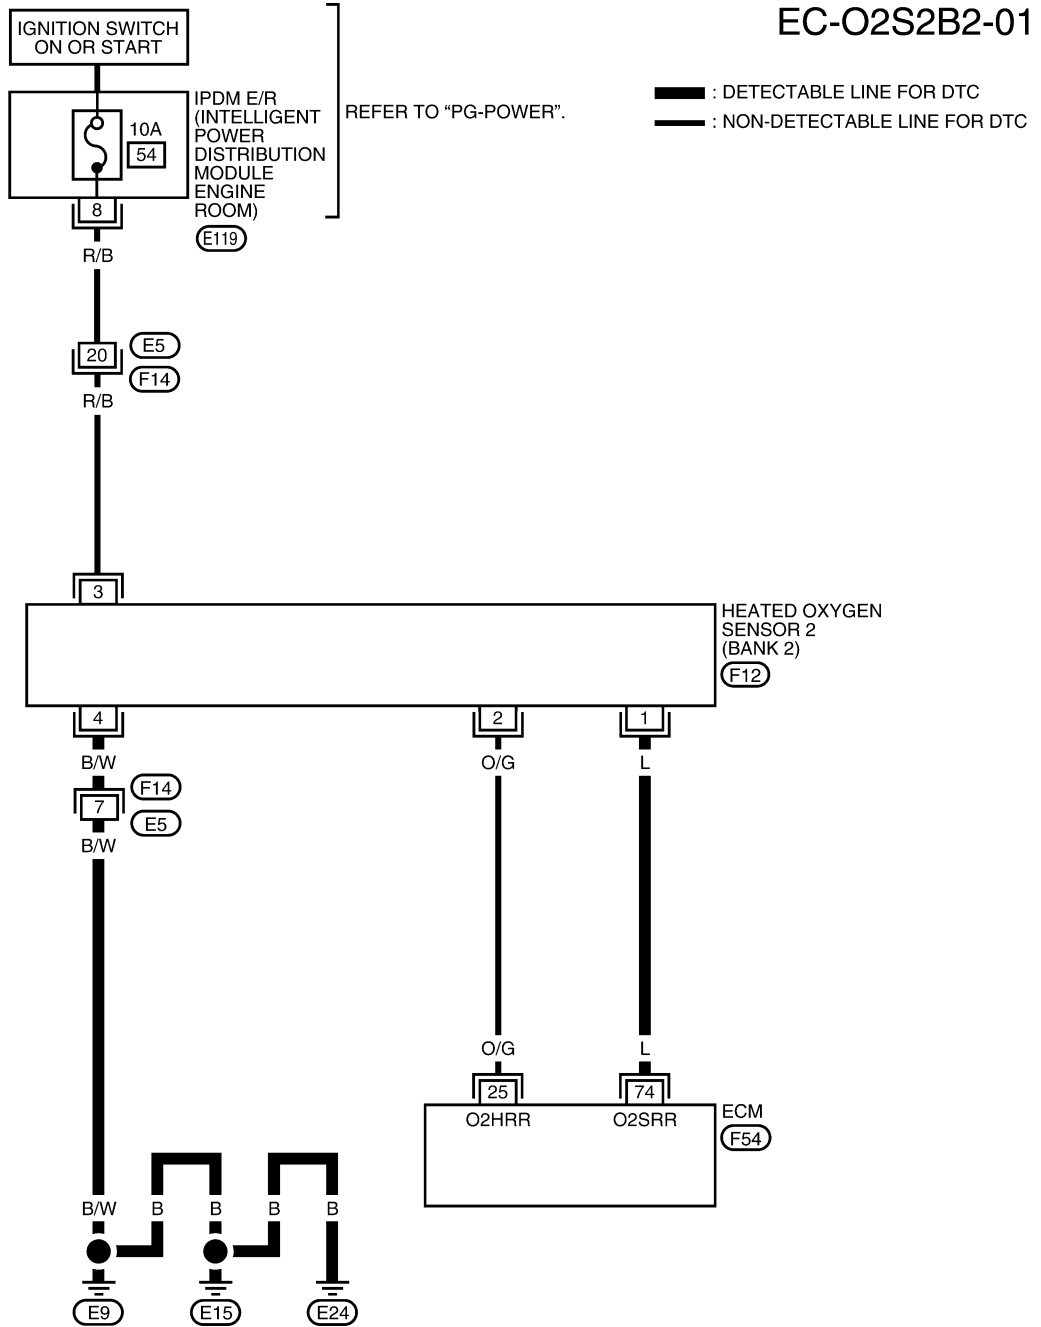 EC-O2S2B2-01
IGNITION SWITCH
ON OR START
: DETECTABLE LINE FOR DTC
: NON-DETECTABLE LINE FOR DTC
10A
54
IPDM E/R
(INTELLIGENT
POWER
DISTRIBUTION
MODULE
ENGINE
ROOM)
E119
REFER TO “PG-POWER”.
8
R/B
20
E5
F14
R/B
3
HEATED OXYGEN
SENSOR 2
(BANK 2)
F12
4
2
1
B/W
O/G
L
F14
7
E5
B/W
O/G
L
25
74
O2HRR
O2SRR
ECM
F54
B/W
B
B
B
B
E9
E15
E24